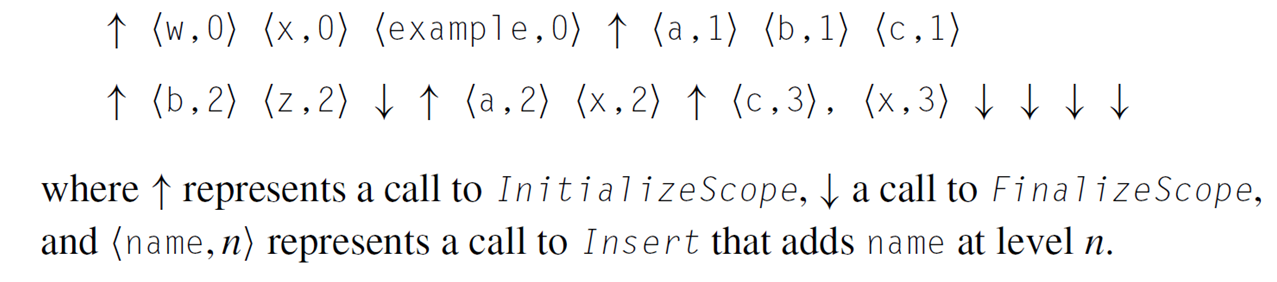 ↑ ⟨w,0⟩ ⟨x,0⟩ ⟨example,0⟩ ↑ ⟨a,1⟩ ⟨b,1⟩ ⟨c,1⟩
↑ ⟨b,2⟩ ⟨z,2⟩ ↓ ↑ ⟨a,2⟩ ⟨x,2⟩ ↑ ⟨c,3⟩, ⟨x,3⟩ ↓ ↓ ↓ ↓
where ↑ represents a call to InitializeScope, ↓ a call to FinalizeScope,
and ⟨name,n⟩ represents a call to Insert that adds name at level n.